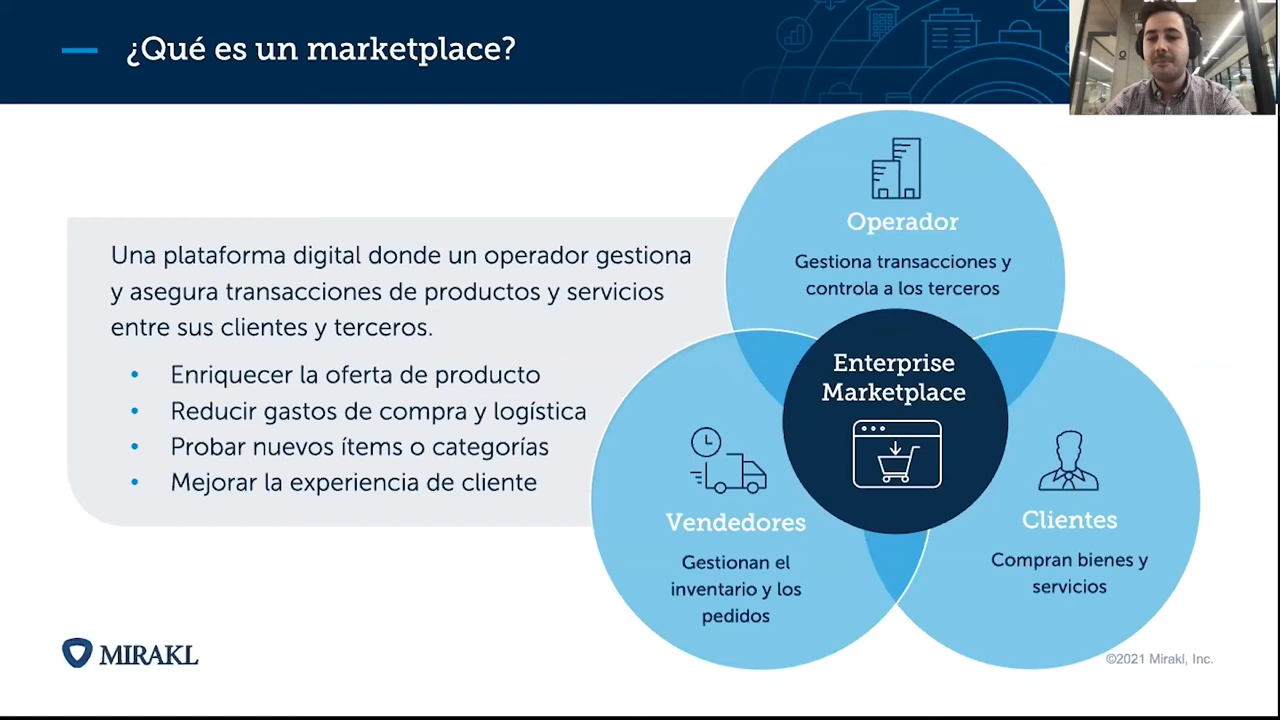 ¿Qué es un marketplace?
Una plataforma digital donde un operador gestiona
y asegura transacciones de productos y servicios
entre sus clientes y terceros.
• Enriquecer la oferta de producto
• Reducir gastos de compra y logística
• Probar nuevos ítems o categorías
• Mejorar la experiencia de cliente
Operador
Gestiona transacciones y
controla a los terceros
Enterprise
Marketplace
Vendedores
Gestionan el
inventario y los
pedidos
Clientes
Compran bienes y
servicios
MIRAKL
©2021 Mirakl, Inc.